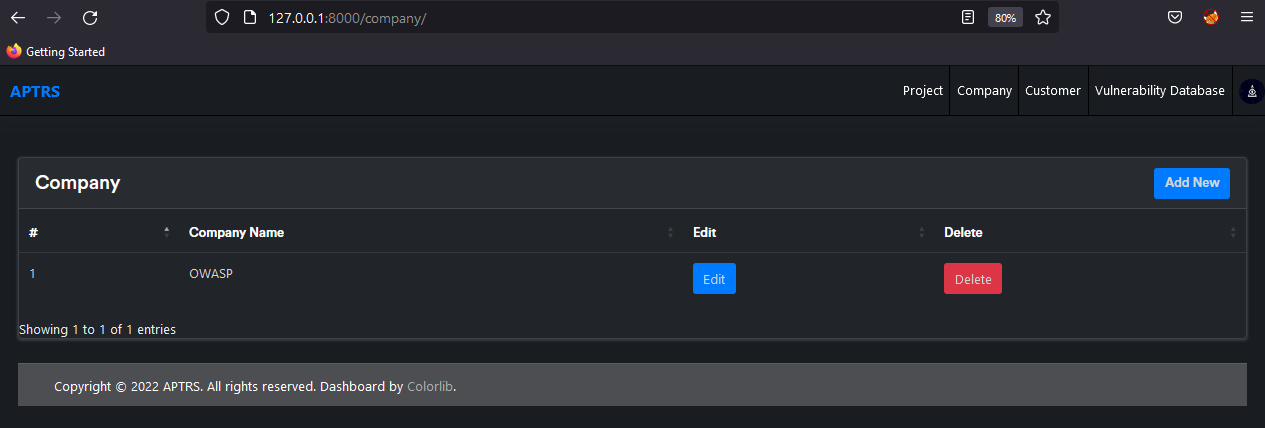 127.0.0.1:8000/company/ 80%
Getting Started
APTRS Project Company Customer Vulnerability Database
Company Add New
# Company Name Edit Delete
1 OWASP Edit Delete
Showing 1 to 1 of 1 entries
Copyright © 2022 APTRS. All rights reserved. Dashboard by Colorlib.